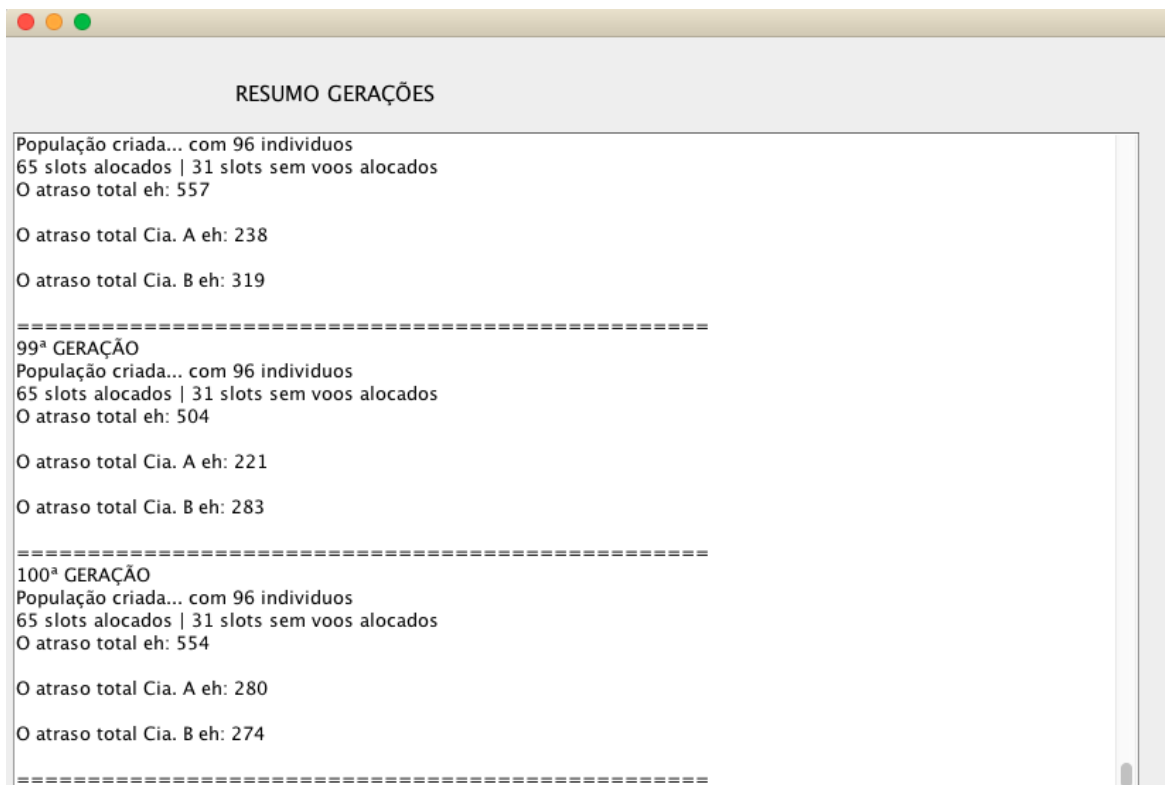 RESUMO GERAÇÕES
População criada... com 96 individuos
65 slots alocados | 31 slots sem voos alocados
O atraso total eh: 557
O atraso total Cia. A eh: 238
O atraso total Cia. B eh: 319
=================================================
99ª GERAÇÃO
População criada... com 96 individuos
65 slots alocados | 31 slots sem voos alocados
O atraso total eh: 504
O atraso total Cia. A eh: 221
O atraso total Cia. B eh: 283
=================================================
100ª GERAÇÃO
População criada... com 96 individuos
65 slots alocados | 31 slots sem voos alocados
O atraso total eh: 554
O atraso total Cia. A eh: 280
O atraso total Cia. B eh: 274
=================================================